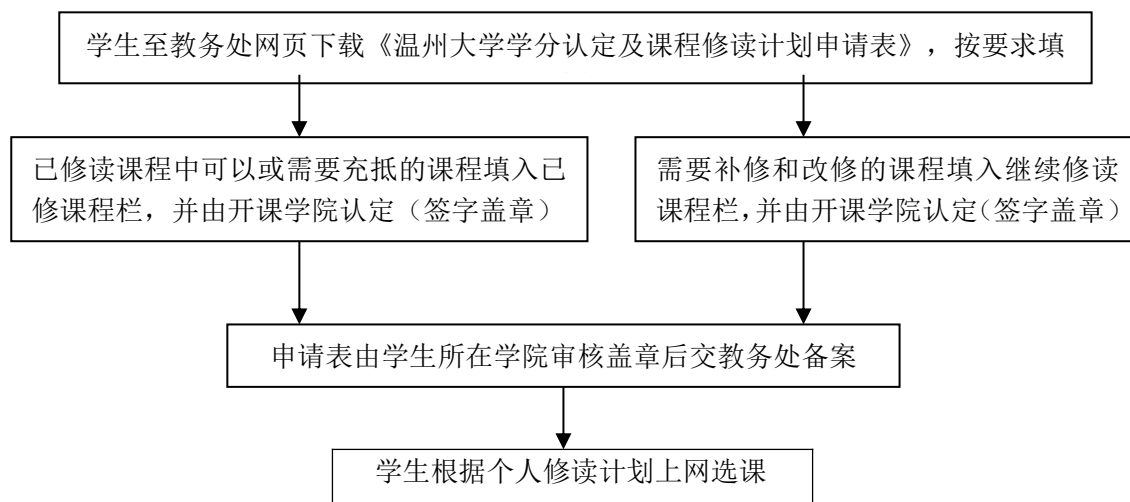 学生至教务处网页下载《温州大学学分认定及课程修读计划申请表》，按要求填
已修读课程中可以或需要充抵的课程填入已
修课程栏，并由开课学院认定（签字盖章）
需要补修和改修的课程填入继续修读
课程栏，并由开课学院认定（签字盖章）
申请表由学生所在学院审核盖章后交教务处备案
学生根据个人修读计划上网选课